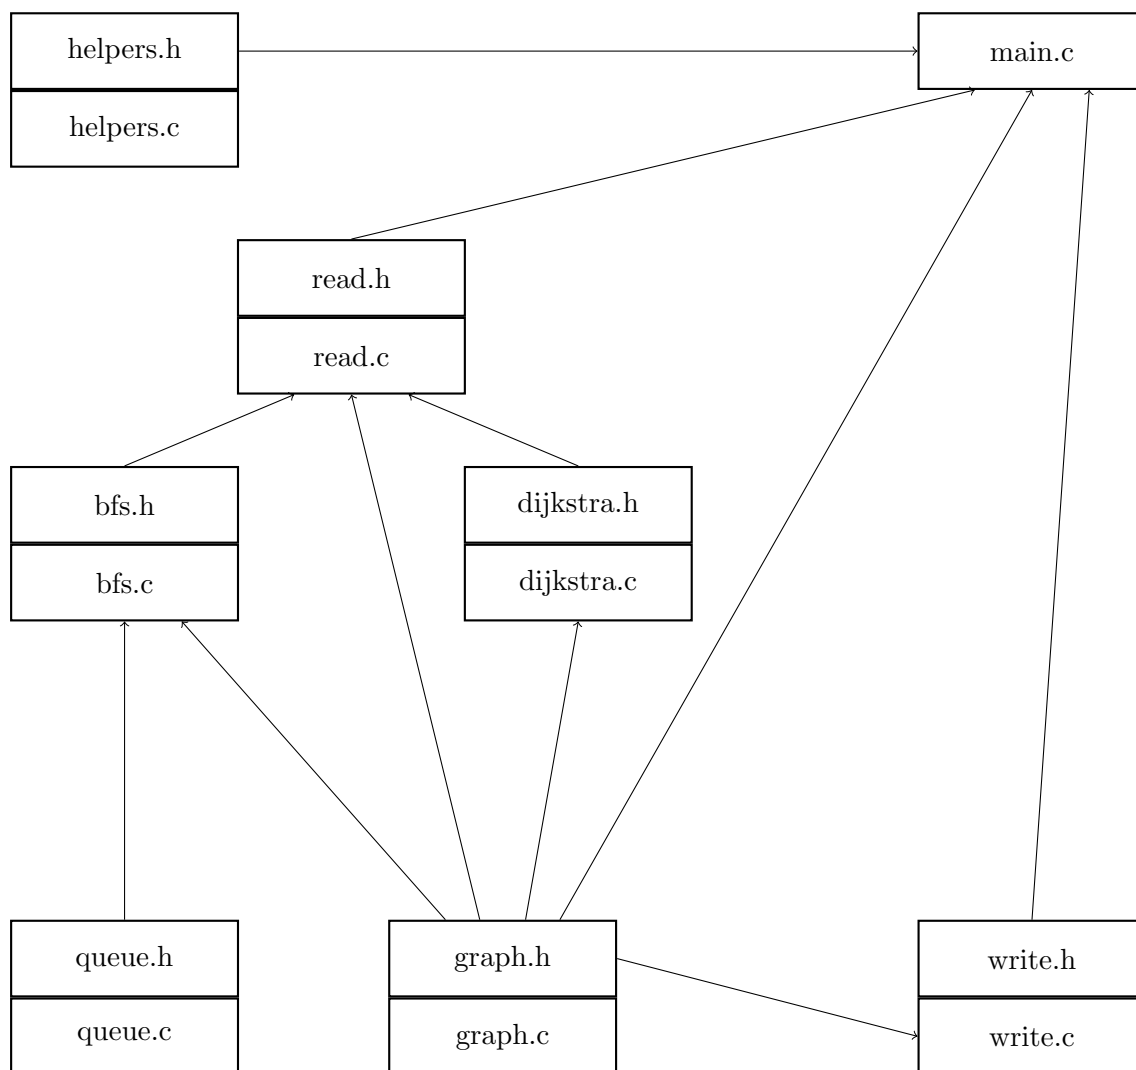 helpers.h
helpers.c
main.c
read.h
read.c
bfs.h
bfs.c
dijkstra.h
dijkstra.c
queue.h
queue.c
graph.h
graph.c
write.h
write.c